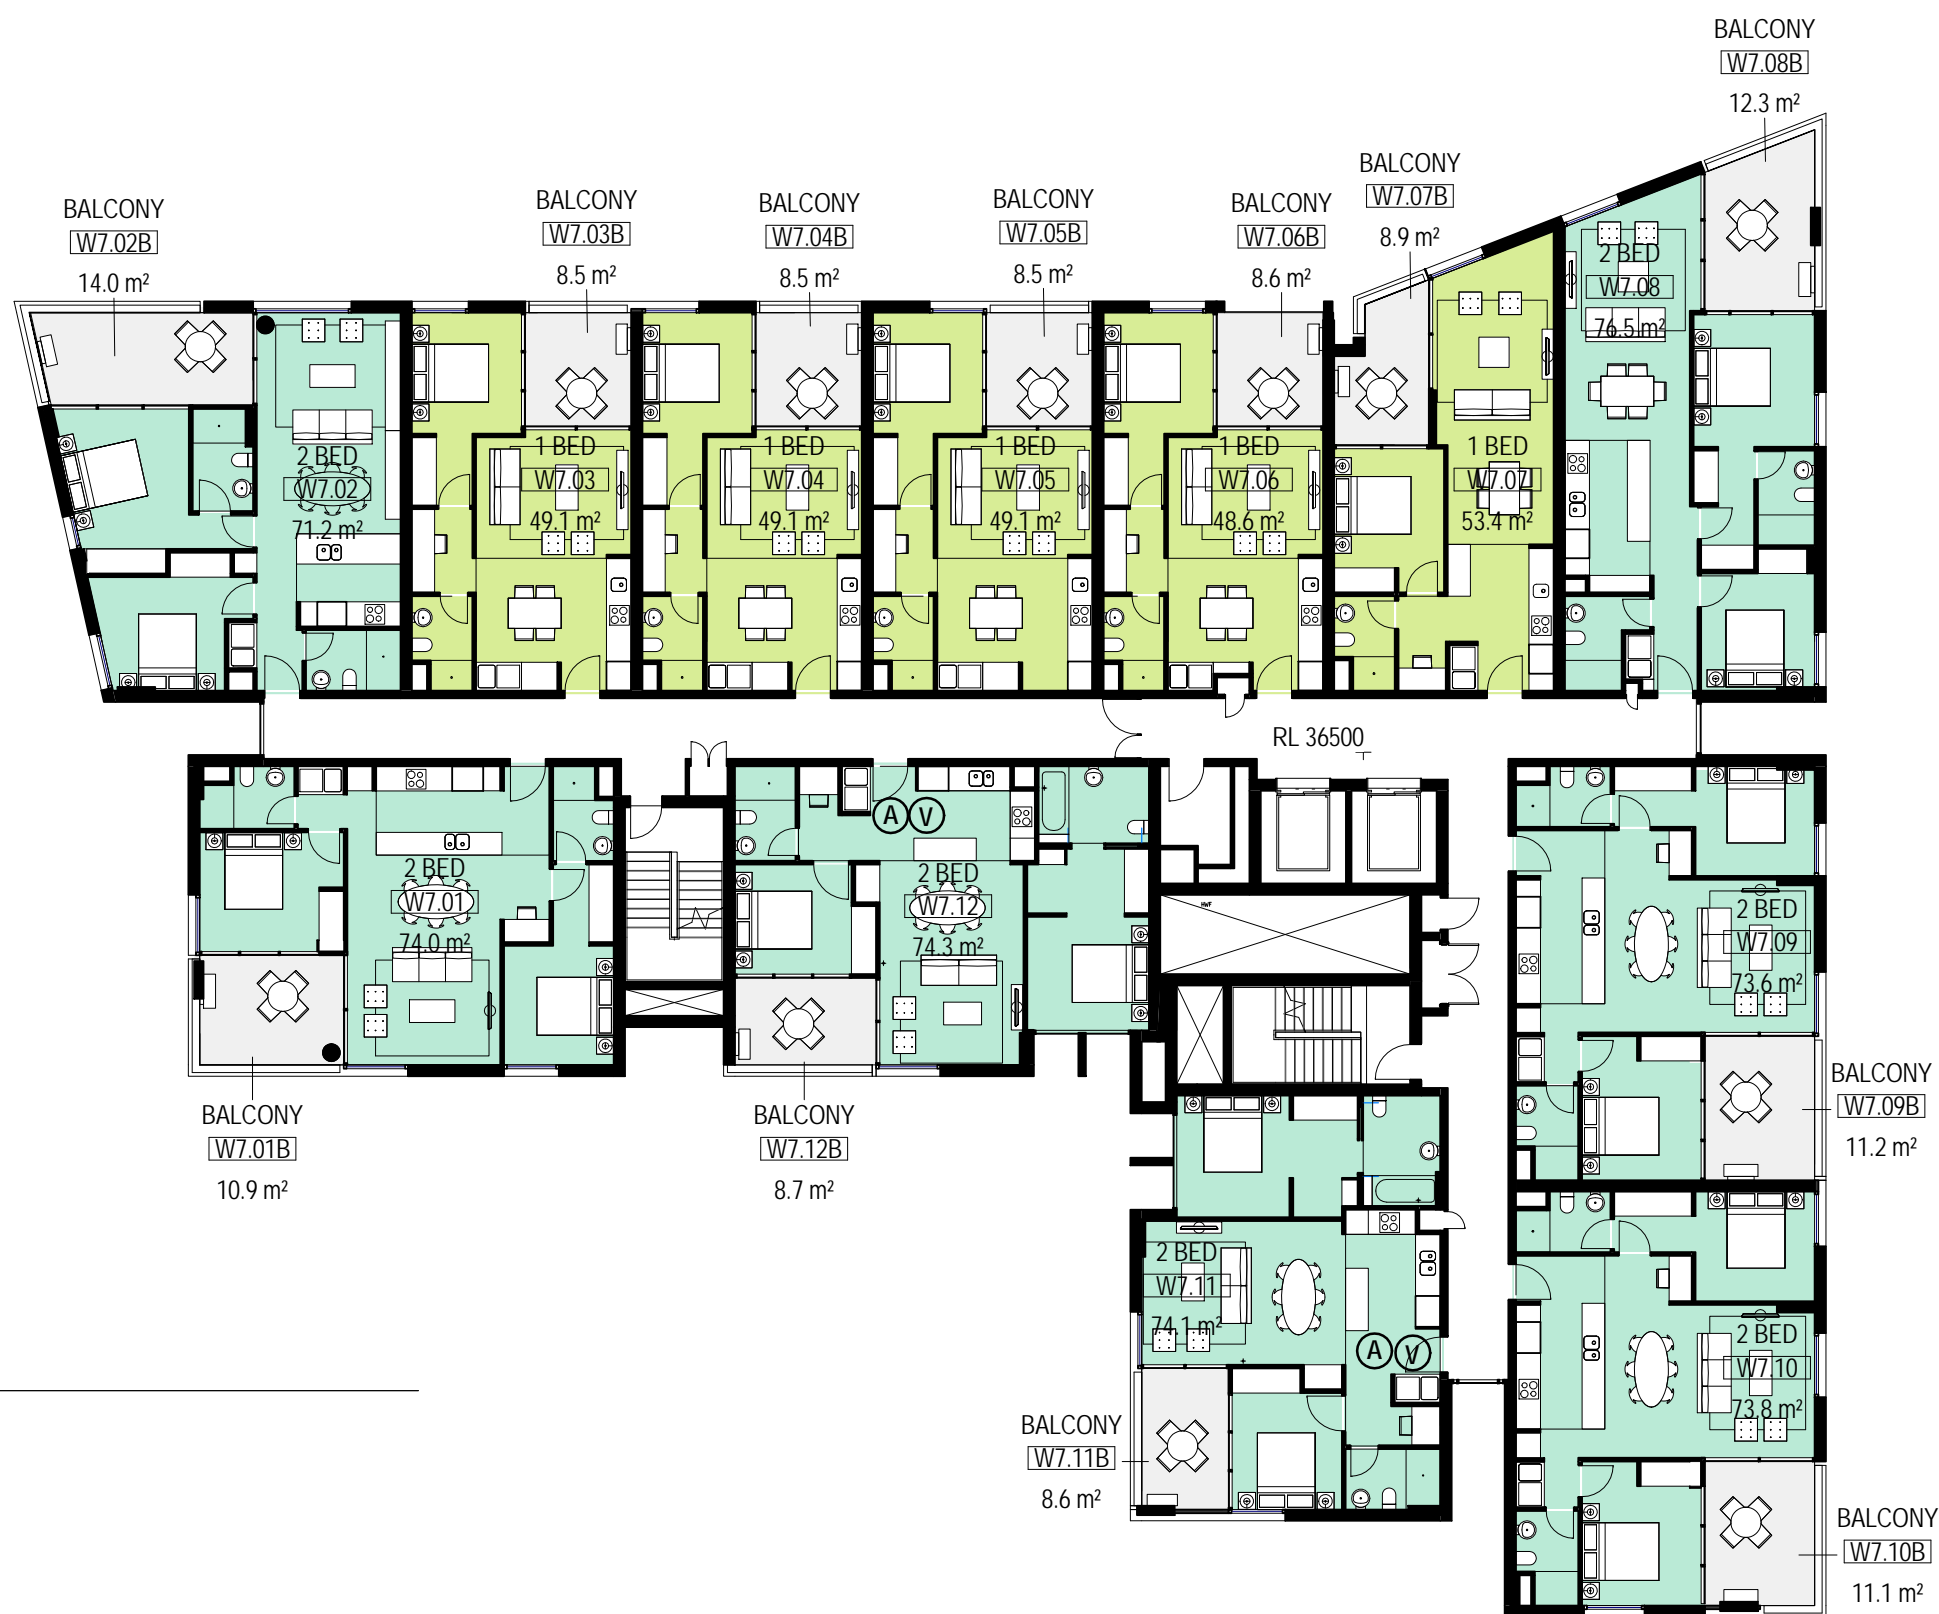 BALCONY
W7.08B
12.3 m²
BALCONY
W7.07B
8.9 m²
BALCONY
W7.02B
14.0 m²
BALCONY
W7.03B
8.5 m²
BALCONY
W7.04B
8.5 m²
BALCONY
W7.05B
8.5 m²
BALCONY
W7.06B
8.6 m²
2 BED
W7.08
76.5 m²
2 BED
W7.02
71.2 m²
1 BED
W7.03
49.1 m²
1 BED
W7.04
49.1 m²
1 BED
W7.05
49.1 m²
1 BED
W7.06
48.6 m²
1 BED
W7.07
53.4 m²
RL 36500
A V
2 BED
W7.01
74.0 m²
2 BED
W7.12
74.3 m²
HWF
2 BED
W7.09
73.6 m²
BALCONY
W7.01B
10.9 m²
BALCONY
W7.12B
8.7 m²
BALCONY
W7.09B
11.2 m²
2 BED
W7.11
74.1 m²
A V
2 BED
W7.10
73.8 m²
BALCONY
W7.11B
8.6 m²
BALCONY
W7.10B
11.1 m²